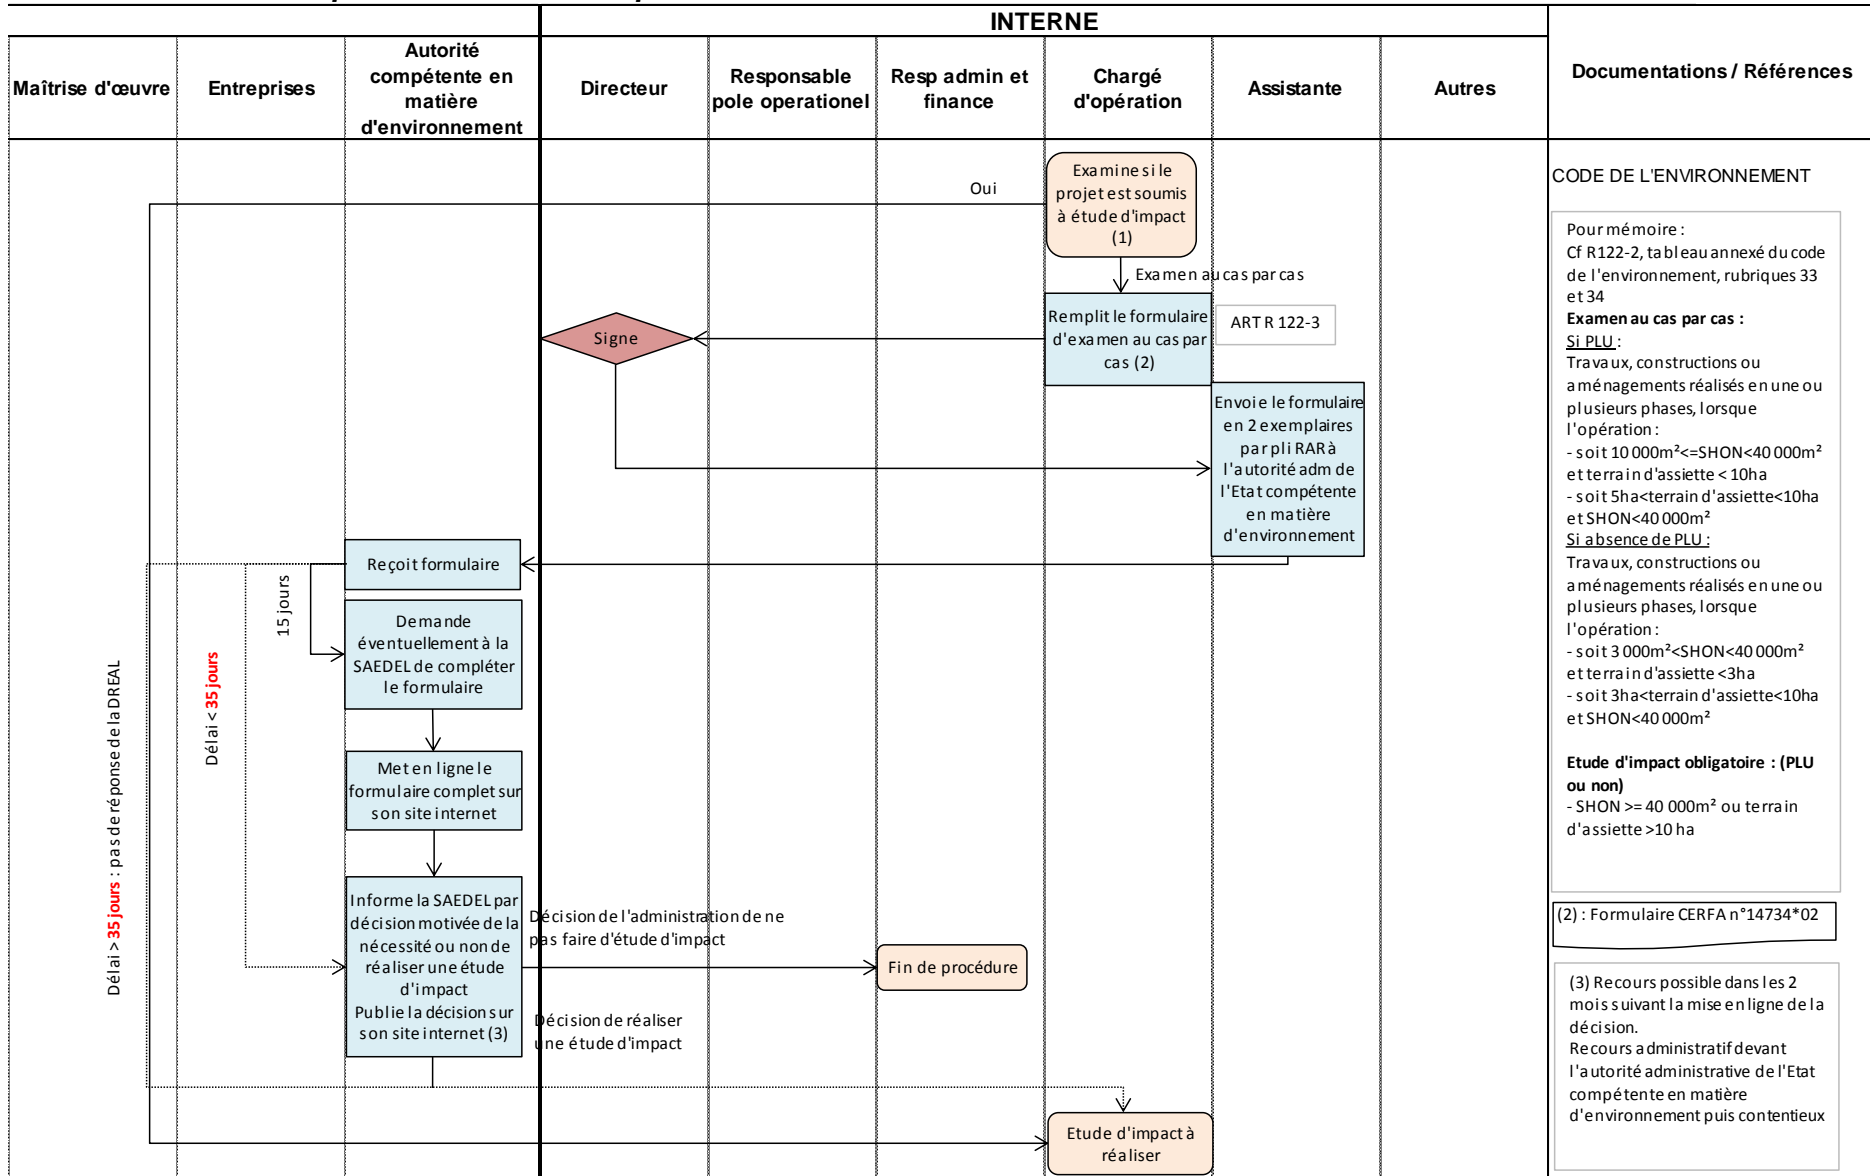 INTERNE
Maîtrise d'œuvre
Entreprises
Autorité
compétente en
matière
d'environnement
Directeur
Responsable
pole operationel
Resp admin et
finance
Chargé
d'opération
Assistante
Autres
Documentations / Références
Examine si le
projet est soumis
à étude d'impact
(1)
Oui
Examen au cas par cas
Remplit le formulaire
d'examen au cas par
cas (2)
ART R 122-3
Signe
Envoie le formulaire
en 2 exemplaires
par pli RAR à
l'autorité adm de
l'Etat compétente
en matière
d'environnement
Reçoit formulaire
15 jours
Demande
éventuellement à la
SAEDEL de compléter
le formulaire
Délai < 35 jours
Délai > 35 jours : pas de réponse de la DREAL
Met en ligne le
formulaire complet sur
son site internet
Informe la SAEDEL par
décision motivée de la
nécessité ou non de
réaliser une étude
d'impact
Publie la décision sur
son site internet (3)
Décision de l'administration de ne
pas faire d'étude d'impact
Fin de procédure
Décision de réaliser
une étude d'impact
Etude d'impact à
réaliser
CODE DE L'ENVIRONNEMENT
Pour mémoire :
Cf R122-2, tableau annexé du code
de l'environnement, rubriques 33
et 34
Examen au cas par cas :
Si PLU :
Travaux, constructions ou
aménagements réalisés en une ou
plusieurs phases, lorsque
l'opération :
- soit 10 000m²<=SHON<40 000m²
et terrain d'assiette < 10ha
- soit 5ha<terrain d'assiette<10ha
et SHON<40 000m²
Si absence de PLU :
Travaux, constructions ou
aménagements réalisés en une ou
plusieurs phases, lorsque
l'opération :
- soit 3 000m²<SHON<40 000m²
et terrain d'assiette <3ha
- soit 3ha<terrain d'assiette<10ha
et SHON<40 000m²
Etude d'impact obligatoire : (PLU
ou non)
- SHON >= 40 000m² ou terrain
d'assiette >10 ha
(2) : Formulaire CERFA n°14734*02
(3) Recours possible dans les 2
mois suivant la mise en ligne de la
décision.
Recours administratif devant
l'autorité administrative de l'Etat
compétente en matière
d'environnement puis contentieux